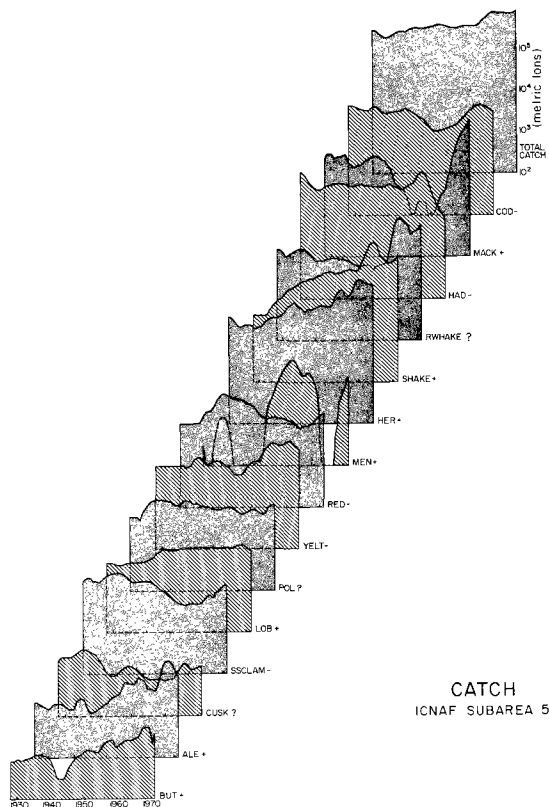 10⁵
10⁴
10³
(metric tons)
TOTAL
CATCH
10²
COD-
MACK +
HAD-
RWHAKE ?
SHAKE+
HER+
MEN+
RED-
YELT-
POL?
LOB +
SSCLAM-
CUSK ?
ALE +
BUT+
1930 1940 1950 1960 1970
CATCH
ICNAF SUBAREA 5